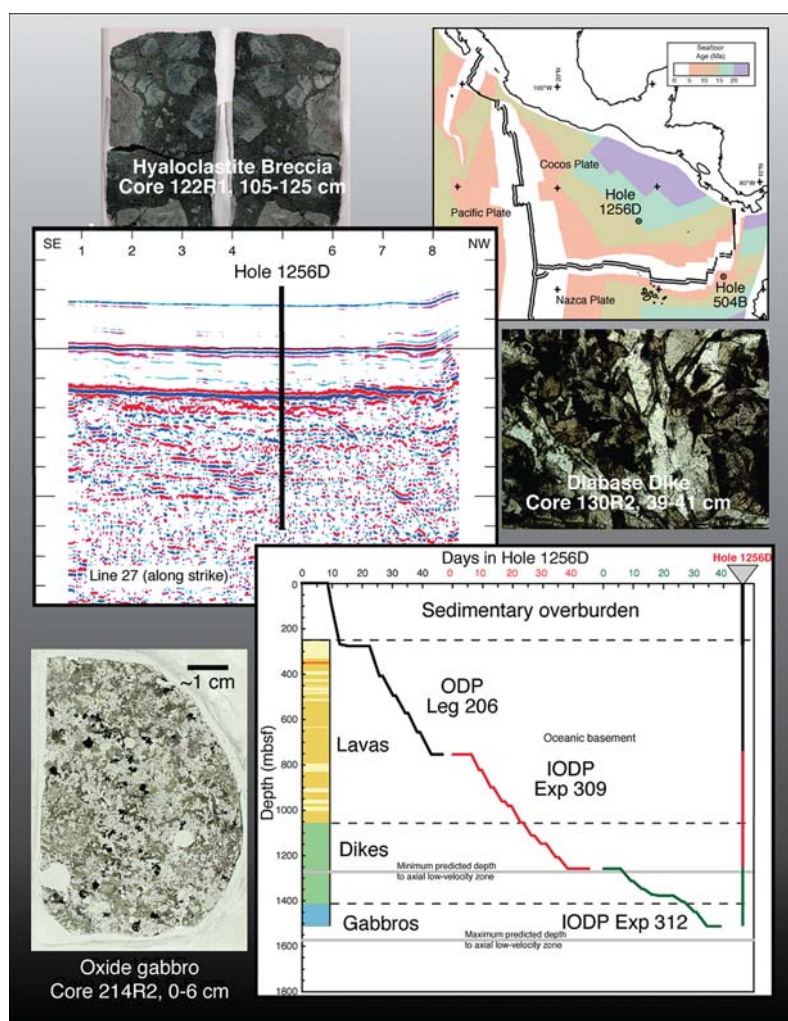 Hyaloclastite Breccia
Core 122R1, 105-125 cm
Seafloor
Age (Ma)
0 5 10 15 20
100°W
20°N
80°W
10°N
Cocos Plate
Hole
1256D
Pacific Plate
Nazca Plate
Hole
504B
SE 1 2 3 4 5 6 7 8 NW
Hole 1256D
Line 27 (along strike)
Diabase Dike
Core 130R2, 39-41 cm
~1 cm
Oxide gabbro
Core 214R2, 0-6 cm
Days in Hole 1256D
Hole 1256D
0 10 20 30 40 0 10 20 30 40 0 10 20 30 40
Depth (mbsf)
0
200
400
600
800
1000
1200
1400
1600
1800
Sedimentary overburden
ODP
Leg 206
Lavas
Oceanic basement
IODP
Exp 309
Dikes
Minimum predicted depth
to axial low-velocity zone
Gabbros
IODP Exp 312
Maximum predicted depth
to axial low-velocity zone